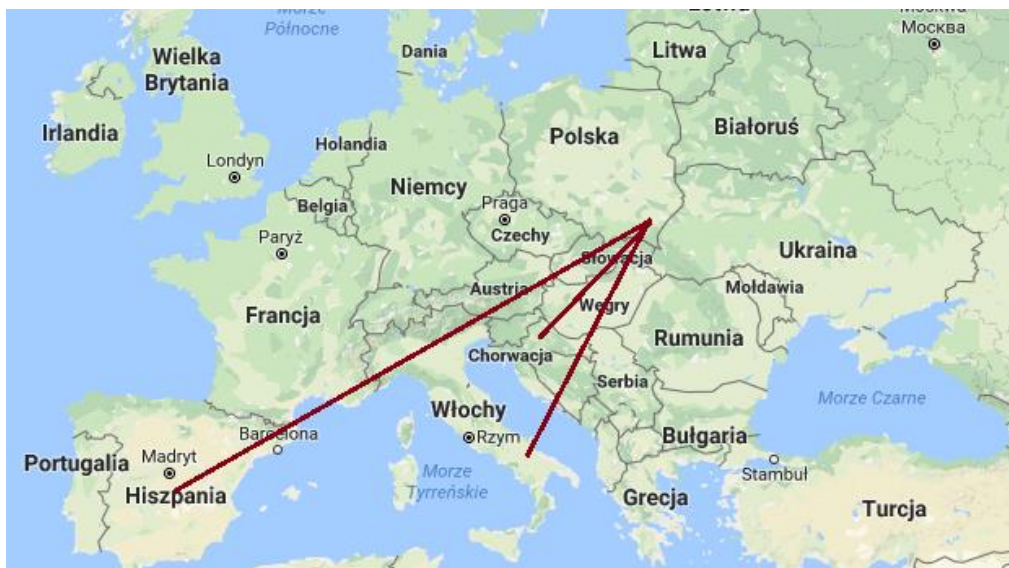 Morze
Północne
Москва
Wielka
Brytania
Dania
Litwa
Irlandia
Holandia
Polska
Białoruś
Londyn
Niemcy
Belgia
Praga
Czechy
Paryż
Słowacja
Ukraina
Austria
Mołdawia
Francja
Węgry
Rumunia
Chorwacja
Serbia
Morze Czarne
Włochy
Barcelona
Rzym
Bułgaria
Portugalia
Madryt
Morze
Tyrreńskie
Stambuł
Hiszpania
Grecja
Turcja